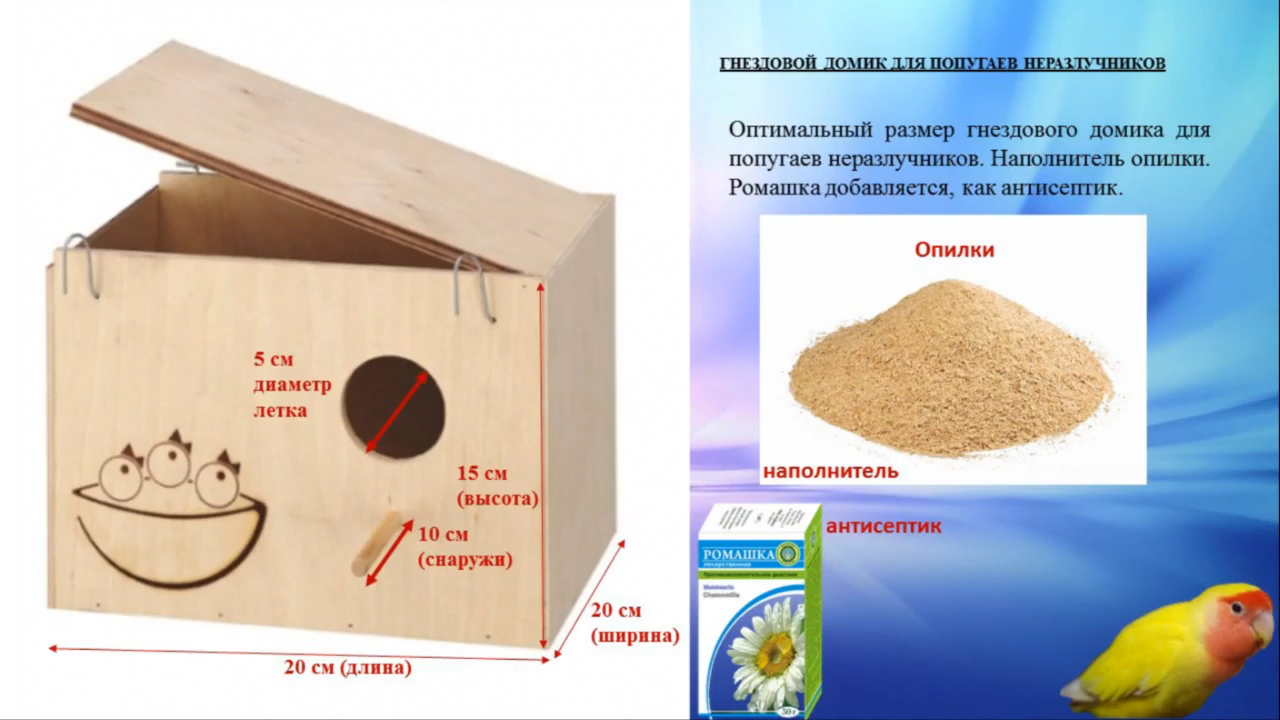 ГНЕЗДОВОЙ ДОМИК ДЛЯ ПОПУГАЕВ НЕРАЗЛУЧНИКОВ
Оптимальный размер гнездового домика для
попугаев неразлучников. Наполнитель опилки.
Ромашка добавляется, как антисептик.
Опилки
наполнитель
антисептик
РОМАШКА
лекарственная
50 г
5 см
диаметр
летка
15 см
(высота)
10 см
(снаружи)
20 см
(ширина)
20 см (длина)